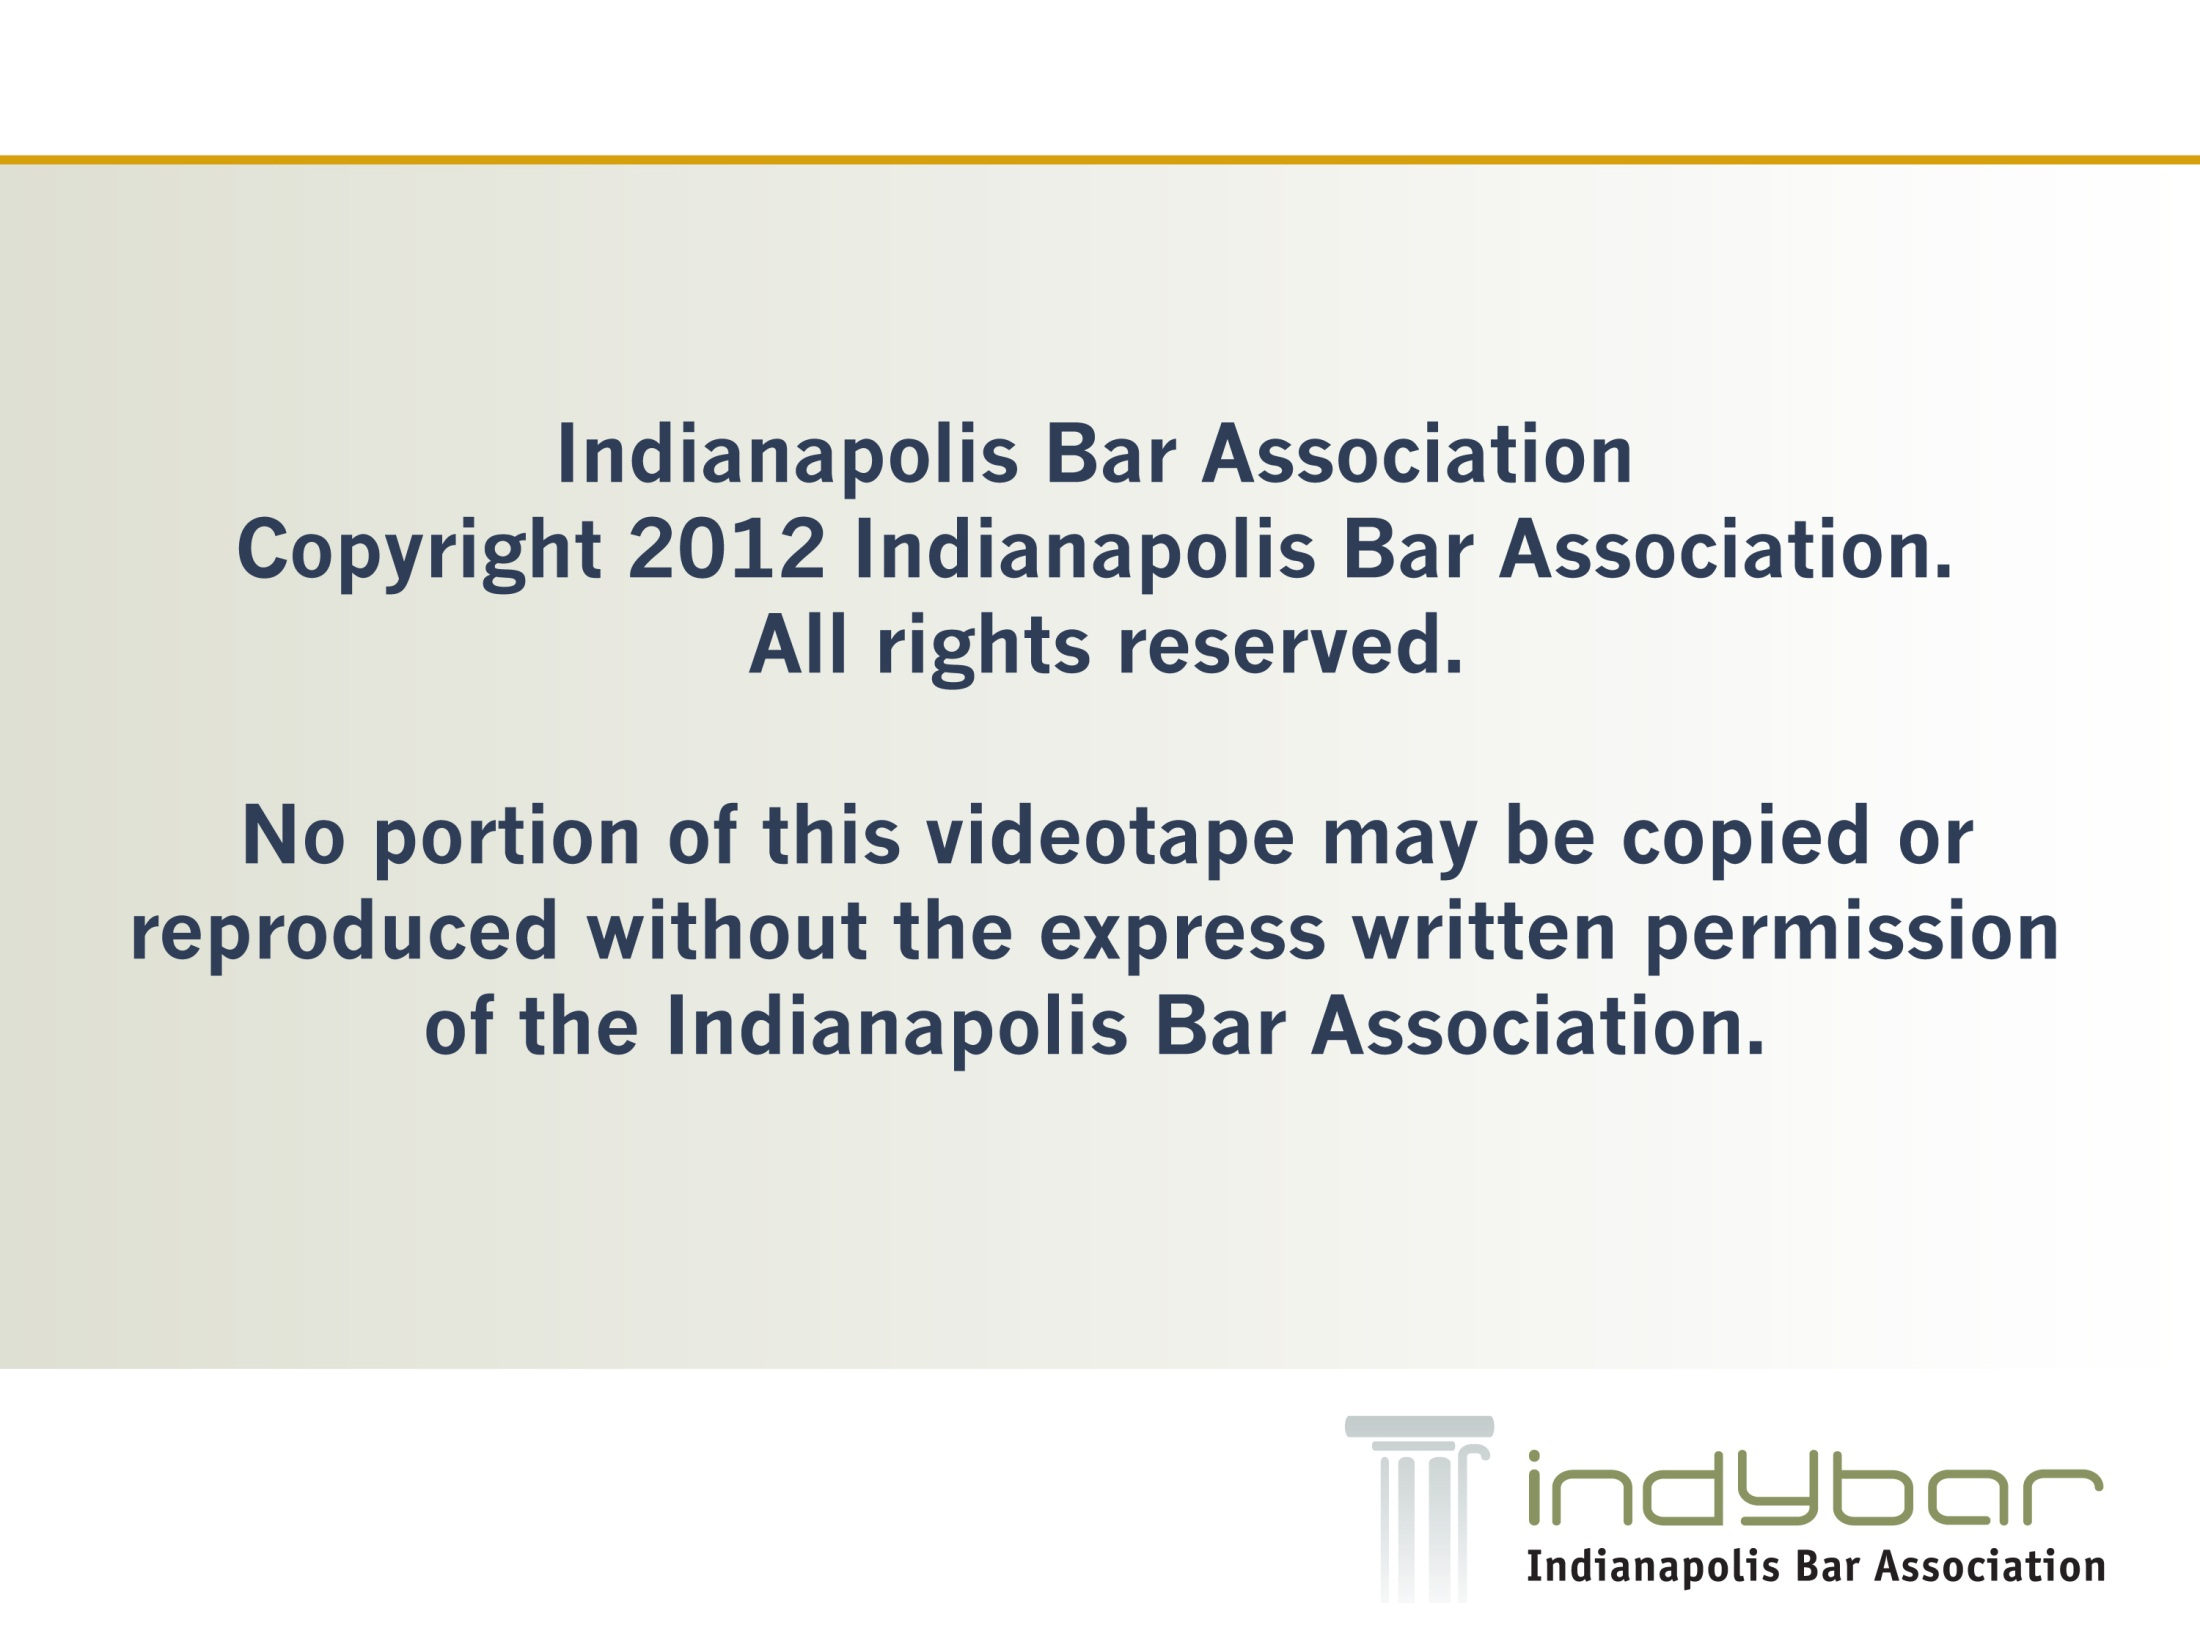 Indianapolis Bar Association
Copyright 2012 Indianapolis Bar Association.
All rights reserved.
No portion of this videotape may be copied or
reproduced without the express written permission
of the Indianapolis Bar Association.
indybar
Indianapolis Bar Association